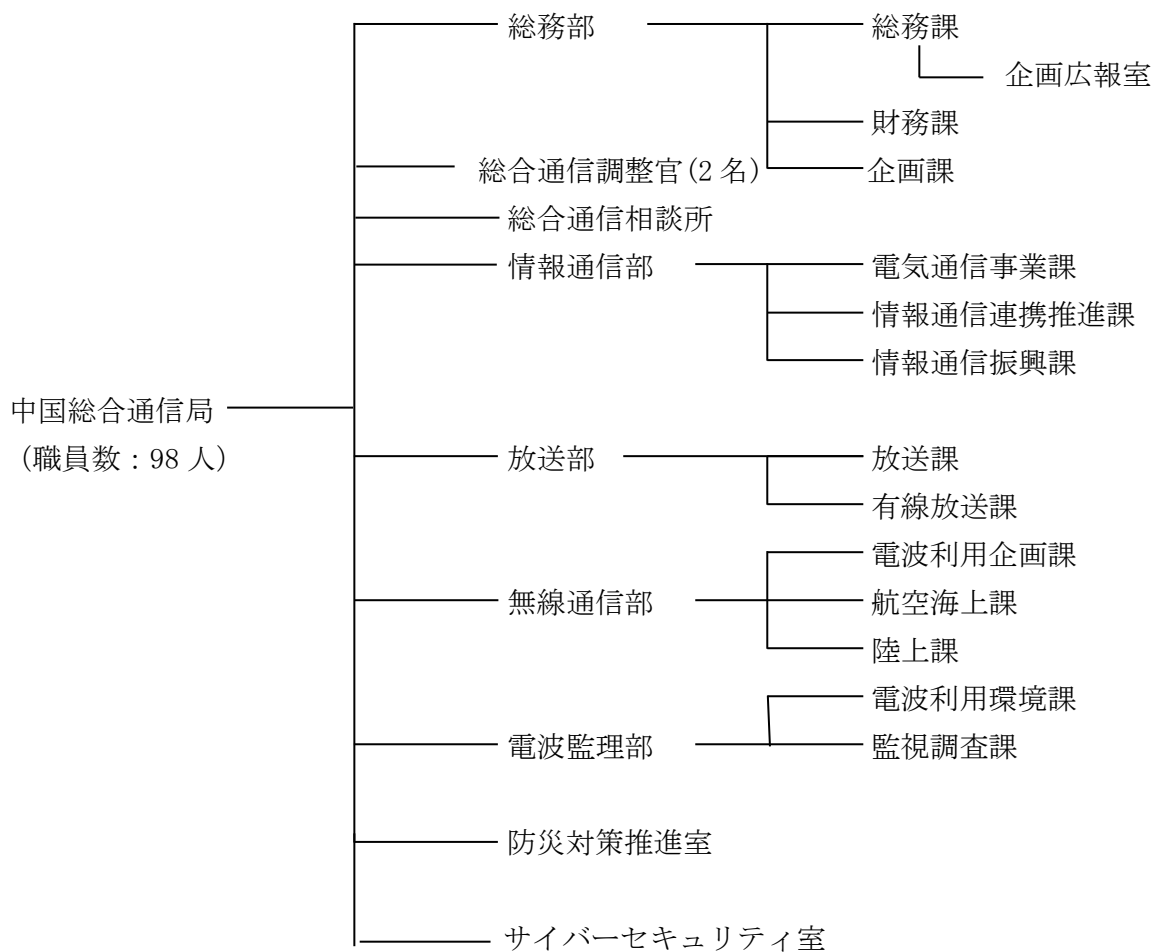 総務部
総務課
企画広報室
財務課
総合通信調整官(2 名)
企画課
総合通信相談所
情報通信部
電気通信事業課
情報通信連携推進課
情報通信振興課
中国総合通信局
(職員数：98 人)
放送部
放送課
有線放送課
電波利用企画課
無線通信部
航空海上課
陸上課
電波利用環境課
電波監理部
監視調査課
防災対策推進室
サイバーセキュリティ室